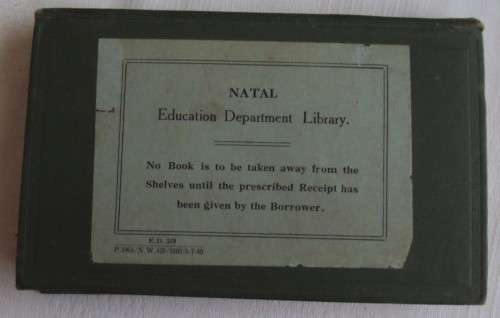 NATAL
Education Department Library.
No Book is to be taken away from the
Shelves until the prescribed Receipt has
been given by the Borrower.